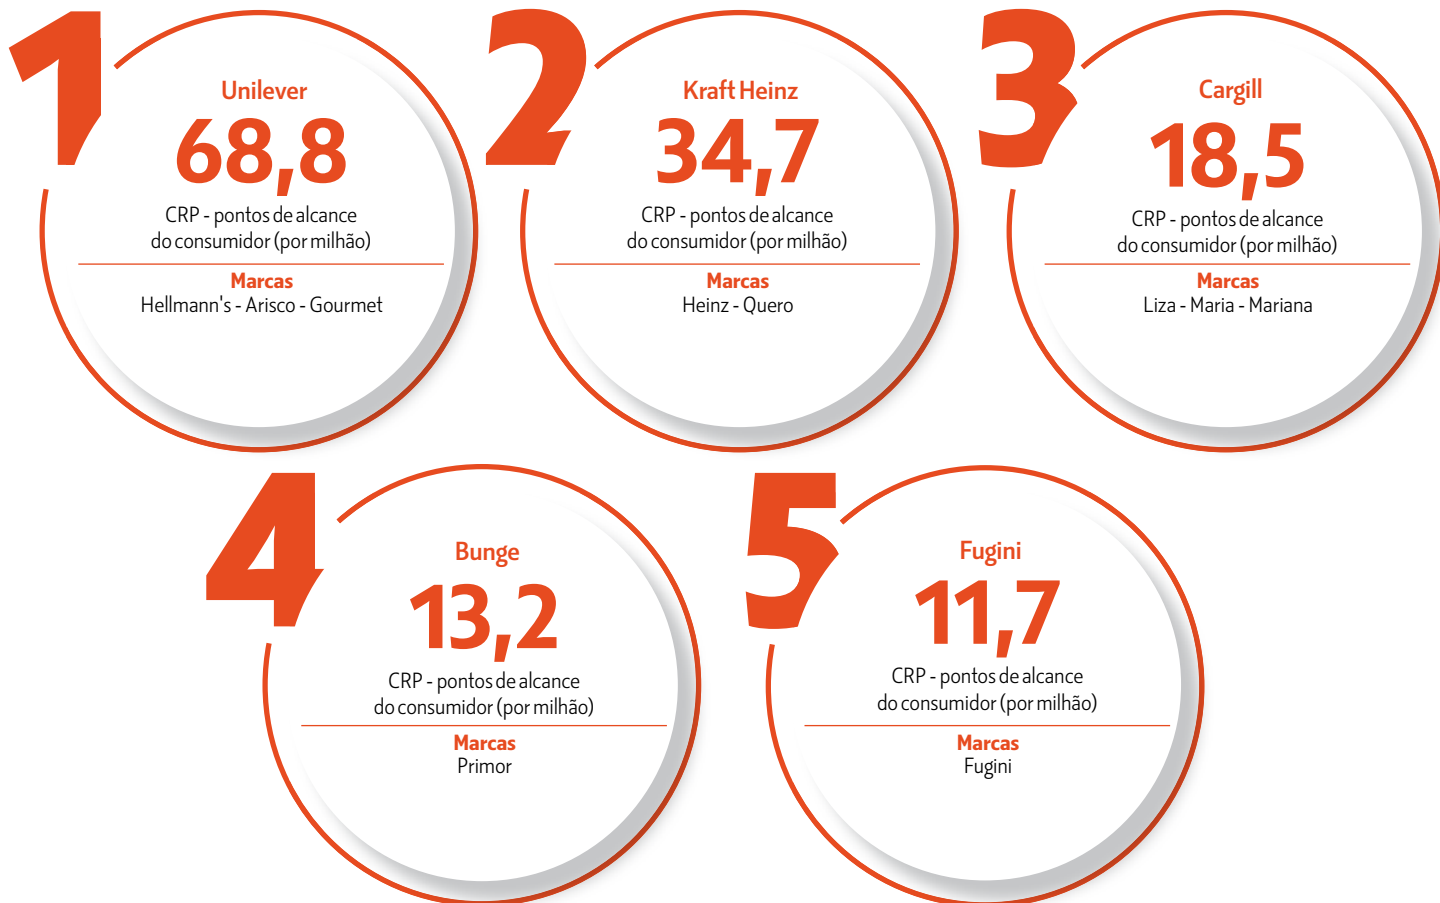 1
Unilever
68,8
CRP - pontos de alcance
do consumidor (por milhão)
Marcas
Hellmann's - Arisco - Gourmet
2
Kraft Heinz
34,7
CRP - pontos de alcance
do consumidor (por milhão)
Marcas
Heinz - Quero
3
Cargill
18,5
CRP - pontos de alcance
do consumidor (por milhão)
Marcas
Liza - Maria - Mariana
4
Bunge
13,2
CRP - pontos de alcance
do consumidor (por milhão)
Marcas
Primor
5
Fugini
11,7
CRP - pontos de alcance
do consumidor (por milhão)
Marcas
Fugini